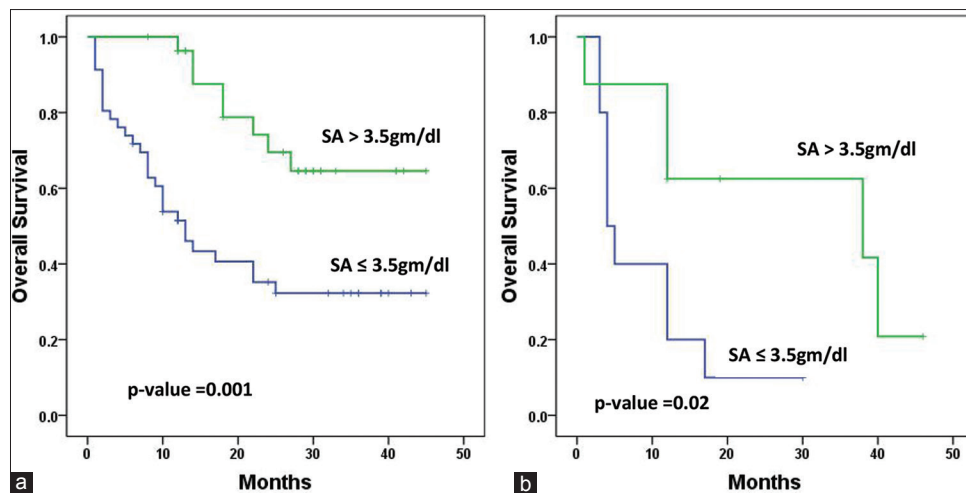 1.0
0.8
0.6
0.4
0.2
0.0
Overall Survival
SA > 3.5gm/dl
SA ≤ 3.5gm/dl
p-value =0.001
0 10 20 30 40 50
Months
a
1.0
0.8
0.6
0.4
0.2
0.0
Overall Survival
SA > 3.5gm/dl
SA ≤ 3.5gm/dl
p-value =0.02
0 10 20 30 40 50
Months
b